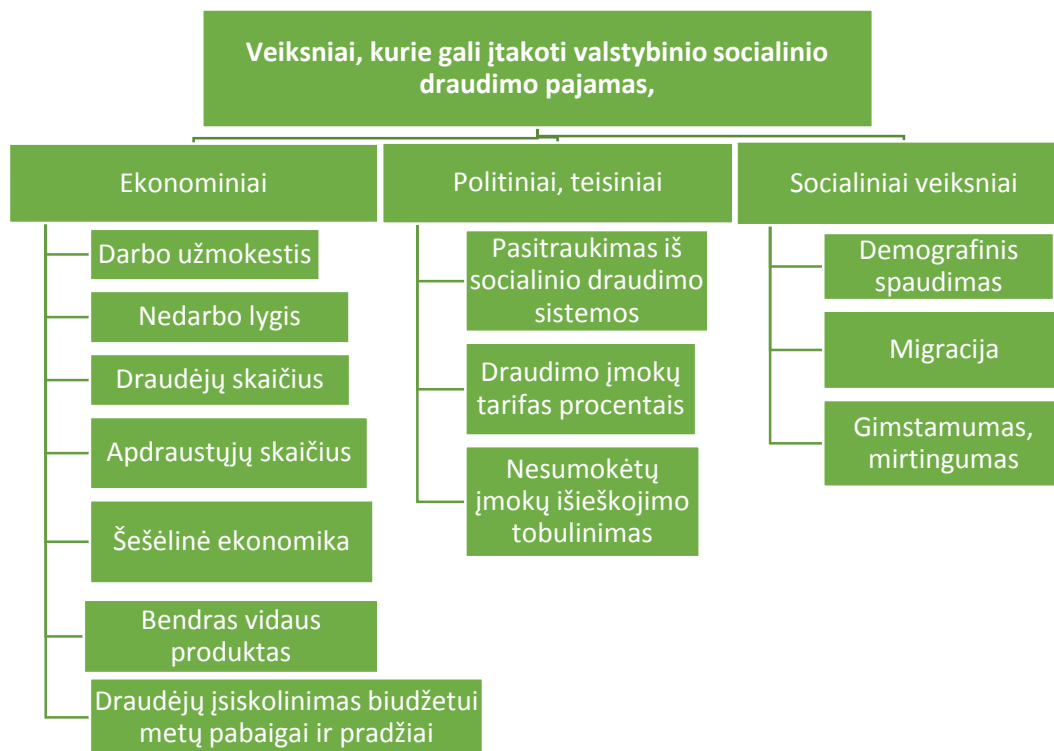 Veiksniai, kurie gali įtakoti valstybinio socialinio
draudimo pajamas,
Ekonominiai
Darbo užmokestis
Nedarbo lygis
Draudėjų skaičius
Apdraustųjų skaičius
Šešėlinė ekonomika
Bendras vidaus
produktas
Draudėjų įsiskolinimas biudžetui
metų pabaigai ir pradžiai
Politiniai, teisiniai
Pasitraukimas iš
socialinio draudimo
sistemos
Draudimo įmokų
tarifas procentais
Nesumokėtų
įmokų išieškojimo
tobulinimas
Socialiniai veiksniai
Demografinis
spaudimas
Migracija
Gimstamumas,
mirtingumas